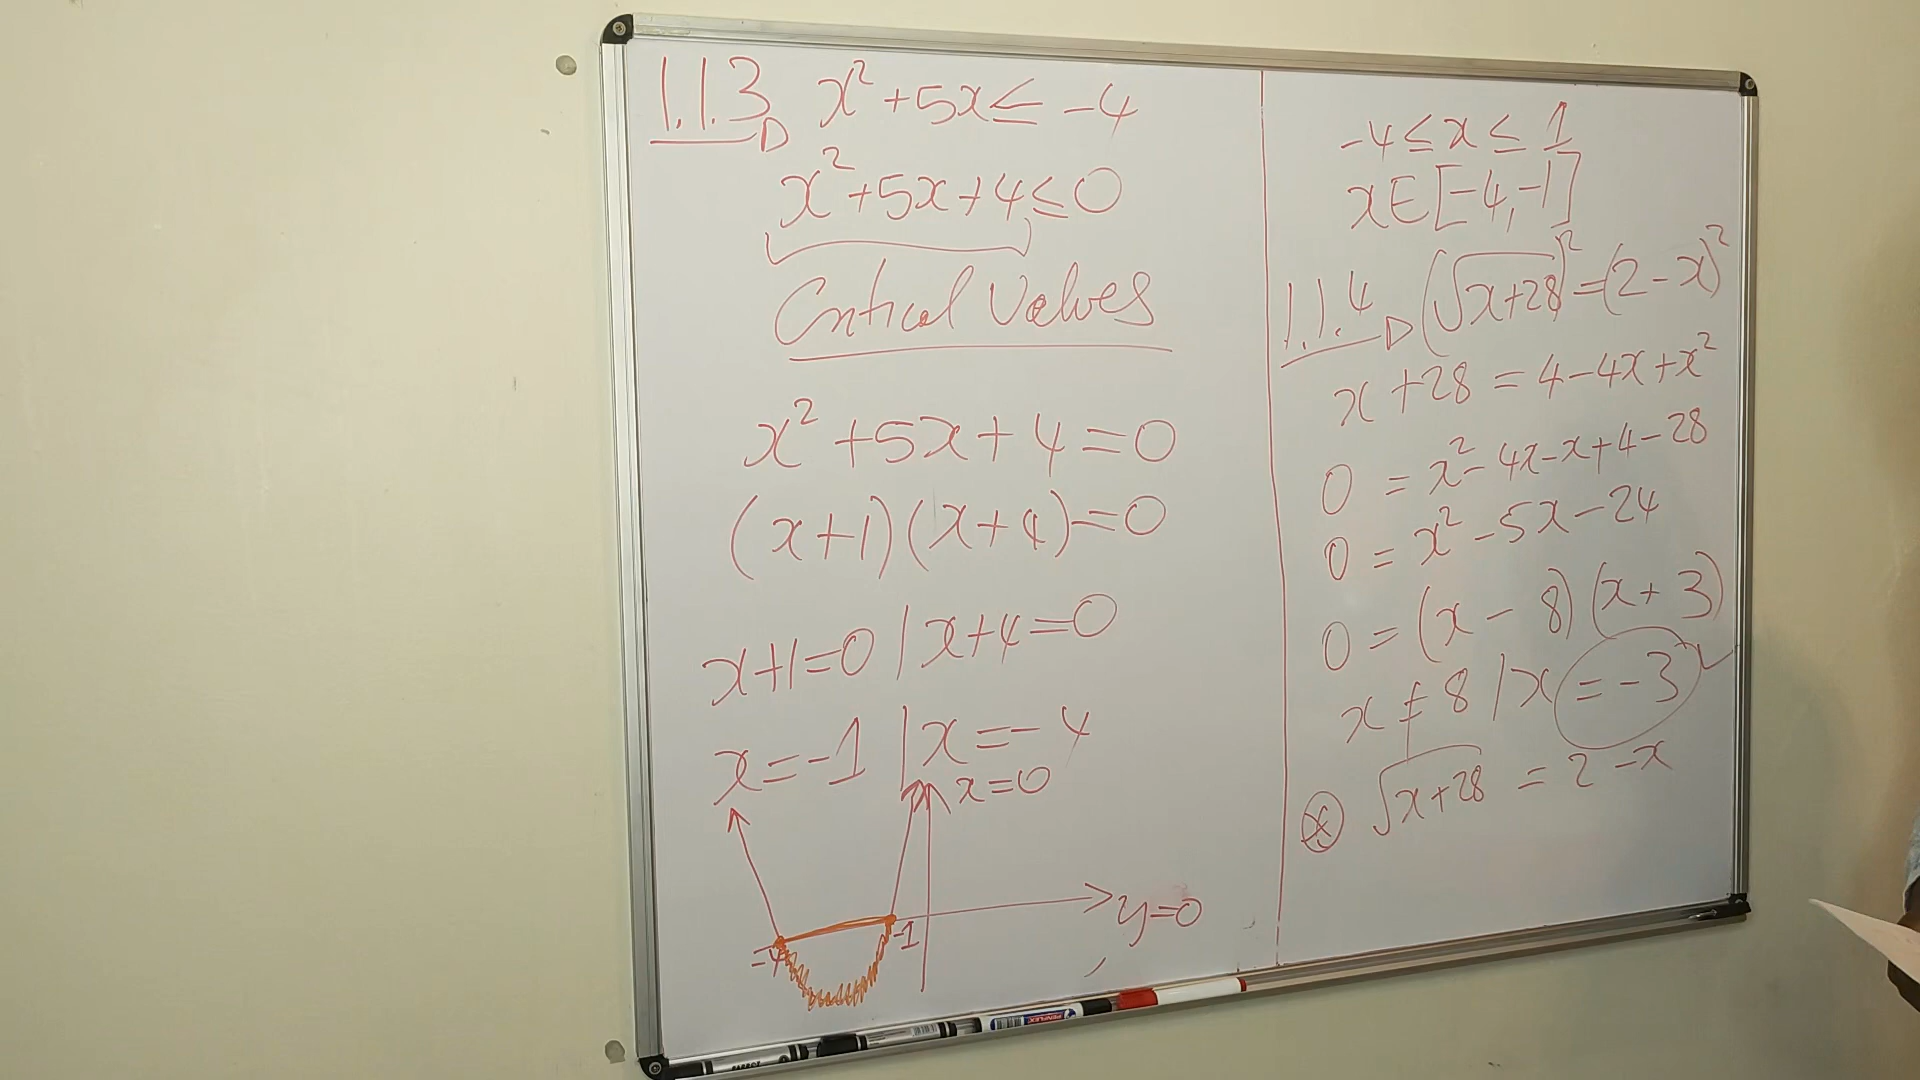 1.1.3 x² + 5x ≤ -4
x² + 5x + 4 ≤ 0
Critical Valves
x² + 5x + 4 = 0
(x+1)(x+4) = 0
x+1=0 | x+4=0
x=-1 | x=-4
x=0
y=0
-4
-1
-4 ≤ x ≤ 1
x E [-4, -1]
1.1.4 (√x+28)² = (2-x)²
x + 28 = 4 - 4x + x²
0 = x² - 4x - x + 4 - 28
0 = x² - 5x - 24
0 = (x - 8)(x + 3)
x ≠ 8 / x = -3
√x+28 = 2 - x
PENFLEX